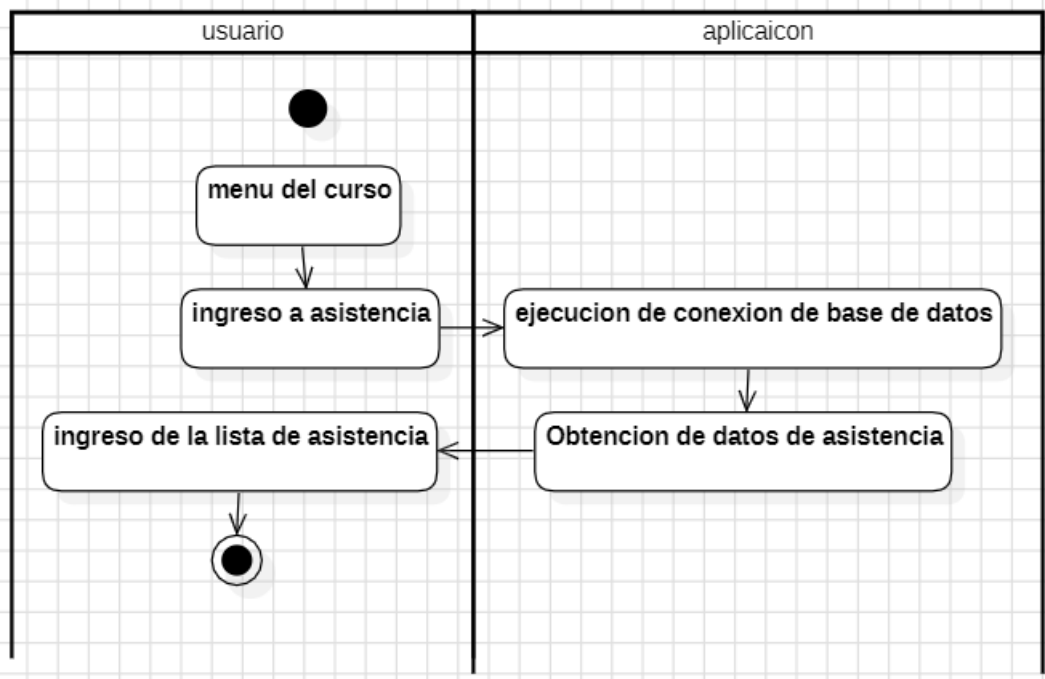 usuario
aplicaicon
menu del curso
ingreso a asistencia
ejecucion de conexion de base de datos
ingreso de la lista de asistencia
Obtencion de datos de asistencia